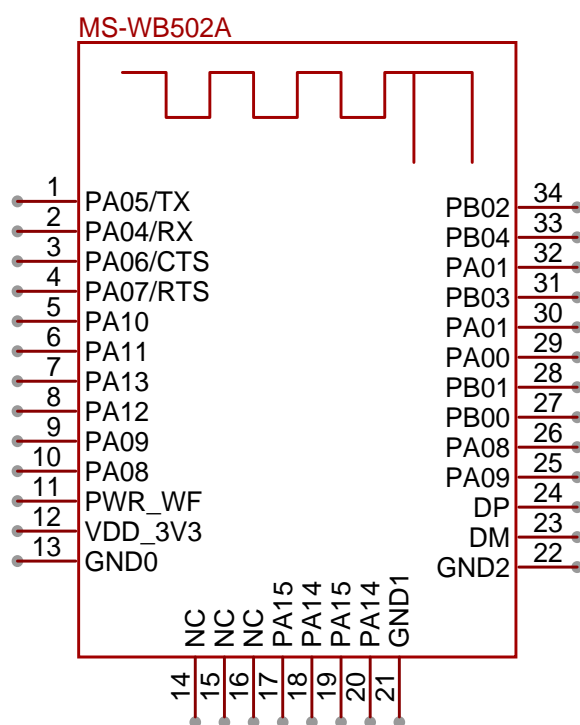 MS-WB502A
1 PA05/TX
2 PA04/RX
3 PA06/CTS
4 PA07/RTS
5 PA10
6 PA11
7 PA13
8 PA12
9 PA09
10 PA08
11 PWR_WF
12 VDD_3V3
13 GND0
14 NC
15 NC
16 NC
17 PA15
18 PA14
19 PA15
20 PA14
21 GND1
PB02 34
PB04 33
PA01 32
PB03 31
PA01 30
PA00 29
PB01 28
PB00 27
PA08 26
PA09 25
DP 24
DM 23
GND2 22